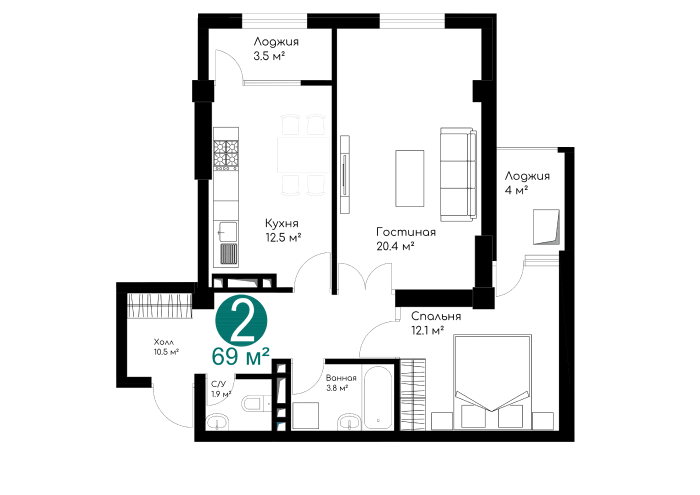 Лоджия
3.5 м²
Лоджия
4 м²
Кухня
12.5 м²
Гостиная
20.4 м²
Спальня
12.1 м²
2
69 м²
Холл
10.5 м²
С/У
1.9 м²
Ванная
3.8 м²